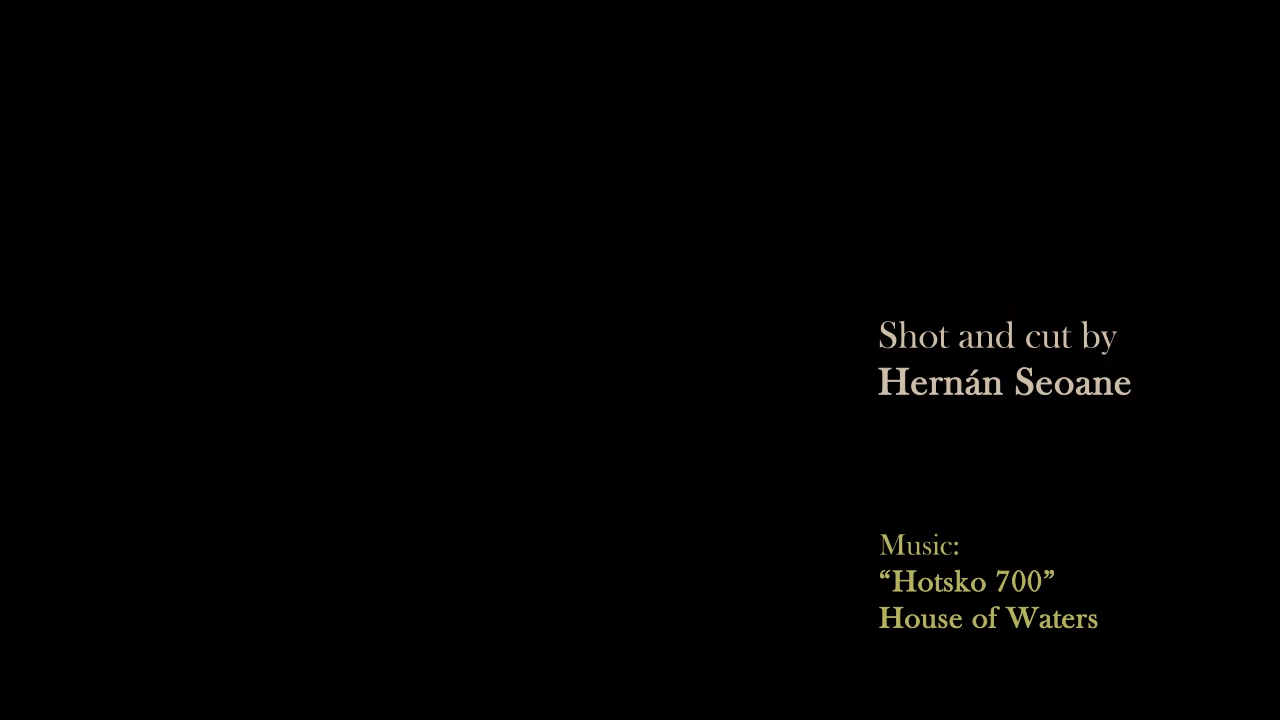 Shot and cut by
Hernán Seoane
Music:
“Hotsko 700”
House of Waters